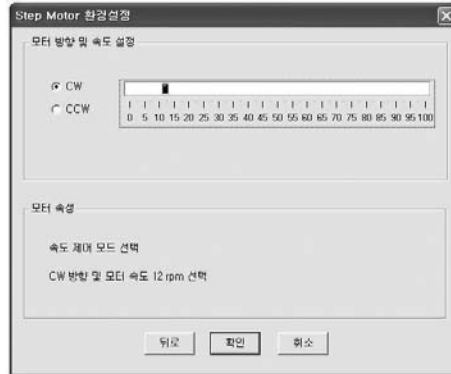 Step Motor 환경설정
모터 방향 및 속도 설정
CW
CCW
0 5 10 15 20 25 30 35 40 45 50 55 60 65 70 75 80 85 90 95 100
모터 속성
속도 제어 모드 선택
CW 방향 및 모터 속도 12 rpm 선택
뒤로 확인 취소